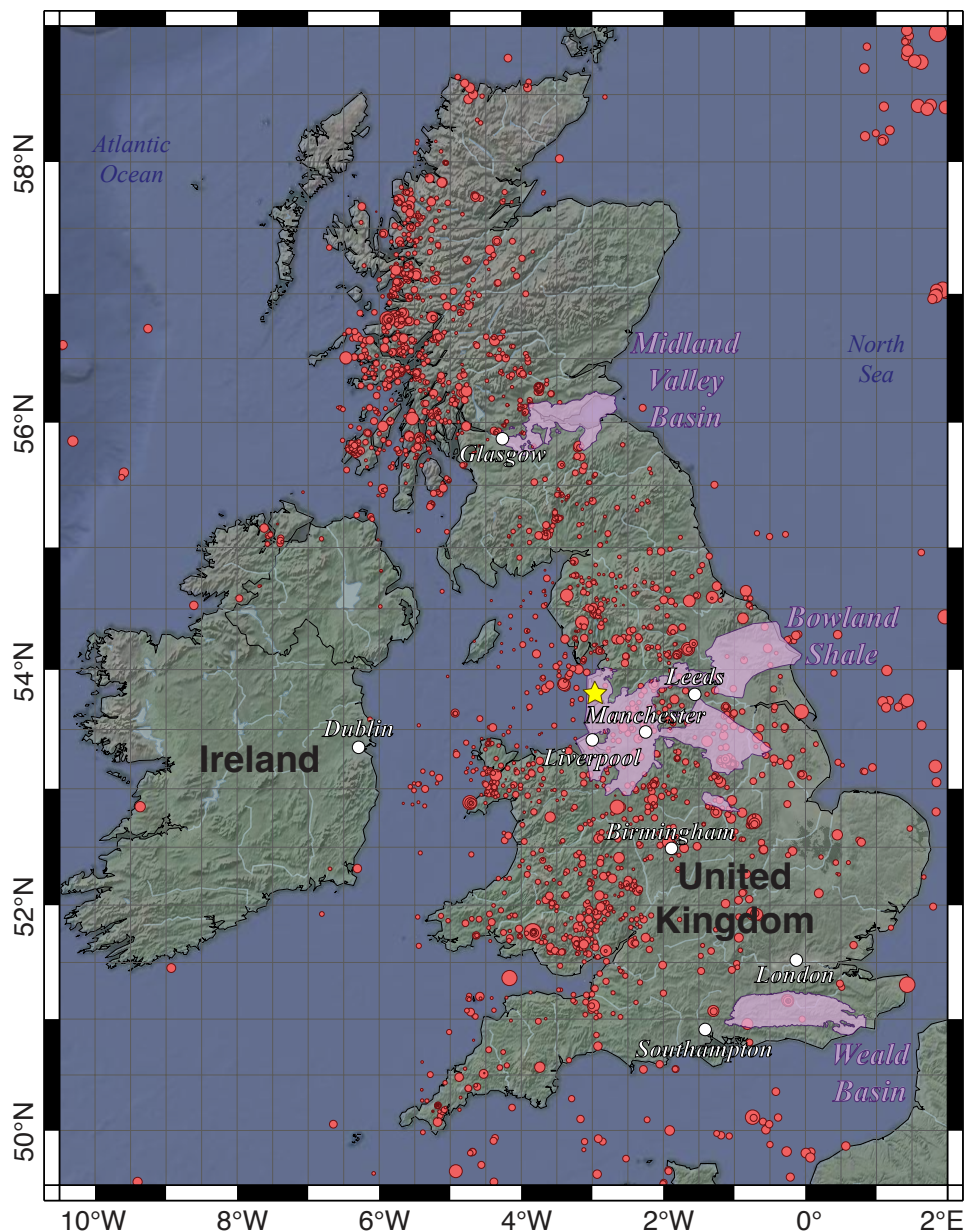 58°N
56°N
54°N
52°N
50°N
Atlantic
Ocean
North
Sea
Midland
Valley
Basin
Glasgow
Bowland
Shale
Leeds
Manchester
Liverpool
Dublin
Ireland
Birmingham
United
Kingdom
London
Southampton
Weald
Basin
10°W
8°W
6°W
4°W
2°W
0°
2°E